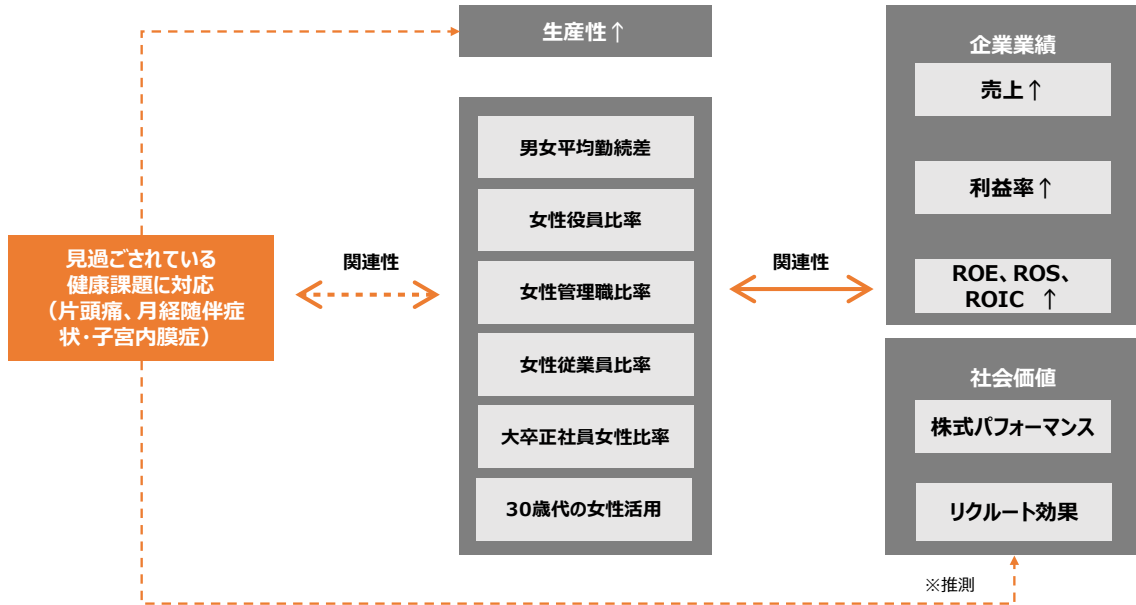 生産性↑
企業業績
売上↑
利益率↑
ROE、ROS、
ROIC ↑
男女平均勤続差
女性役員比率
女性管理職比率
女性従業員比率
大卒正社員女性比率
30歳代の女性活用
見過ごされている
健康課題に対応
（片頭痛、月経随伴症
状・子宮内膜症）
関連性
関連性
社会価値
株式パフォーマンス
リクルート効果
※推測